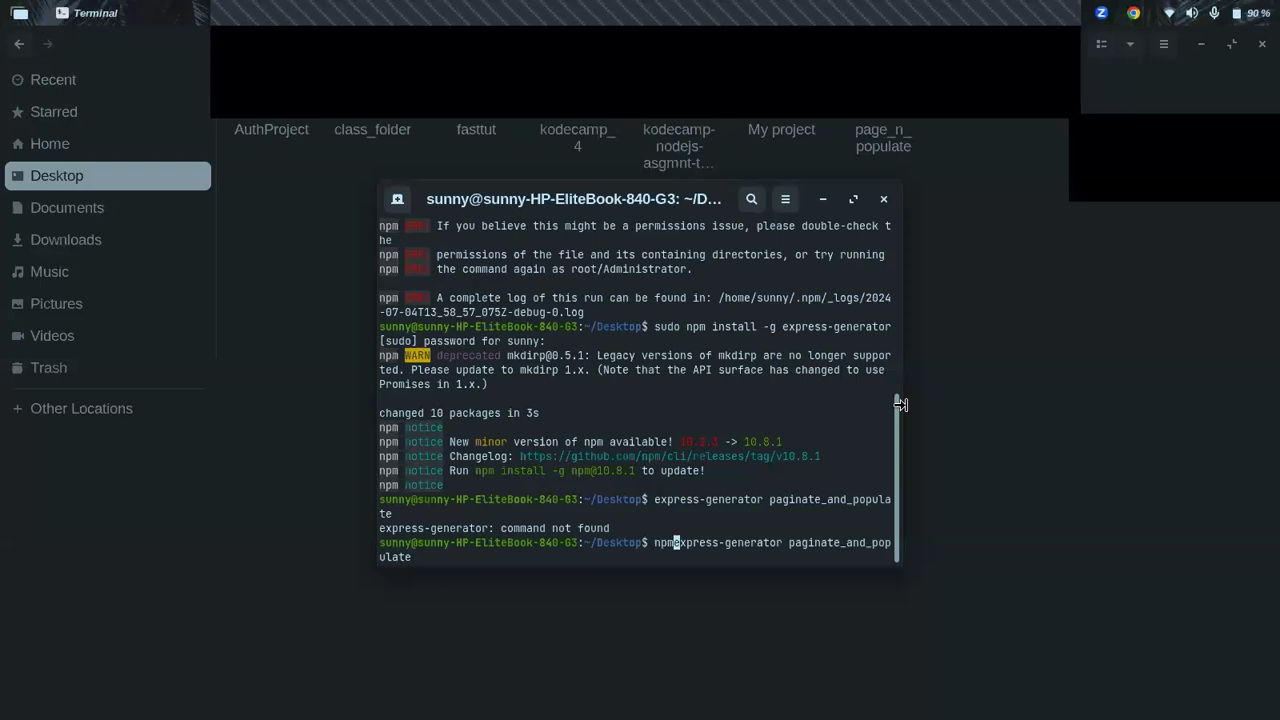 Terminal
90 %
Recent
Starred
Home
Desktop
Documents
Downloads
Music
Pictures
Videos
Trash
+ Other Locations
AuthProject
class_folder
fasttut
kodecamp_
4
kodecamp-
nodejs-
asgmnt-t…
My project
page_n_
populate
sunny@sunny-HP-EliteBook-840-G3: ~/D…
npm ERR! If you believe this might be a permissions issue, please double-check t
he
npm ERR! permissions of the file and its containing directories, or try running
npm ERR! the command again as root/Administrator.
npm ERR! A complete log of this run can be found in: /home/sunny/.npm/_logs/2024
-07-04T13_58_57_075Z-debug-0.log
sunny@sunny-HP-EliteBook-840-G3:~/Desktop$ sudo npm install -g express-generator
[sudo] password for sunny:
npm WARN deprecated mkdirp@0.5.1: Legacy versions of mkdirp are no longer suppor
ted. Please update to mkdirp 1.x. (Note that the API surface has changed to use
Promises in 1.x.)
changed 10 packages in 3s
npm notice
npm notice New minor version of npm available! -> 10.8.1
npm notice Changelog: https://github.com/npm/cli/releases/tag/v10.8.1
npm notice Run npm install -g npm@10.8.1 to update!
npm notice
sunny@sunny-HP-EliteBook-840-G3:~/Desktop$ express-generator paginate_and_popula
te
express-generator: command not found
sunny@sunny-HP-EliteBook-840-G3:~/Desktop$ npmexpress-generator paginate_and_pop
ulate